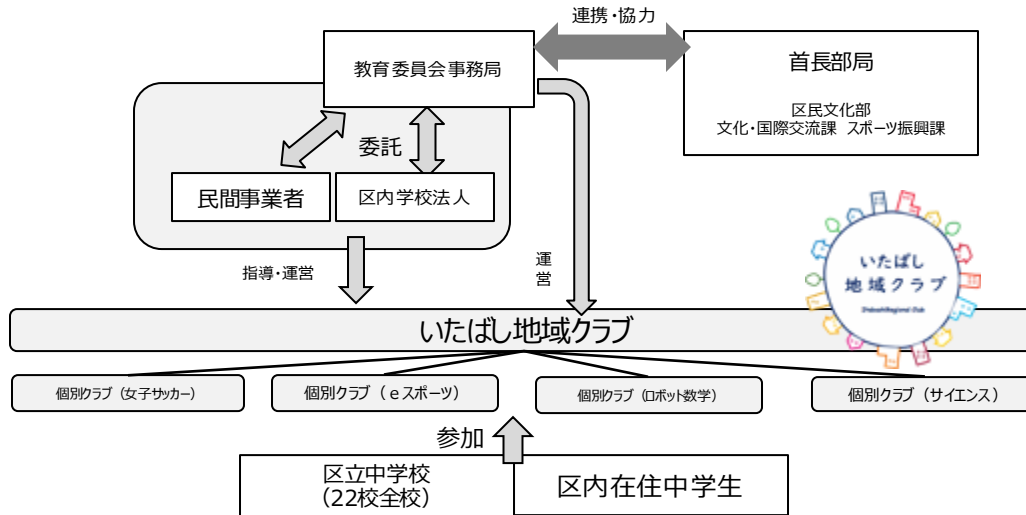 連携・協力
教育委員会事務局
首長部局
区民文化部
文化・国際交流課 スポーツ振興課
委託
民間事業者
区内学校法人
指導・運営
運営
いたばし
地域クラブ
Itabashi Regional Club
いたばし地域クラブ
個別クラブ（女子サッカー）
個別クラブ（eスポーツ）
個別クラブ（ロボット数学）
個別クラブ（サイエンス）
参加
区立中学校
（22校全校）
区内在住中学生